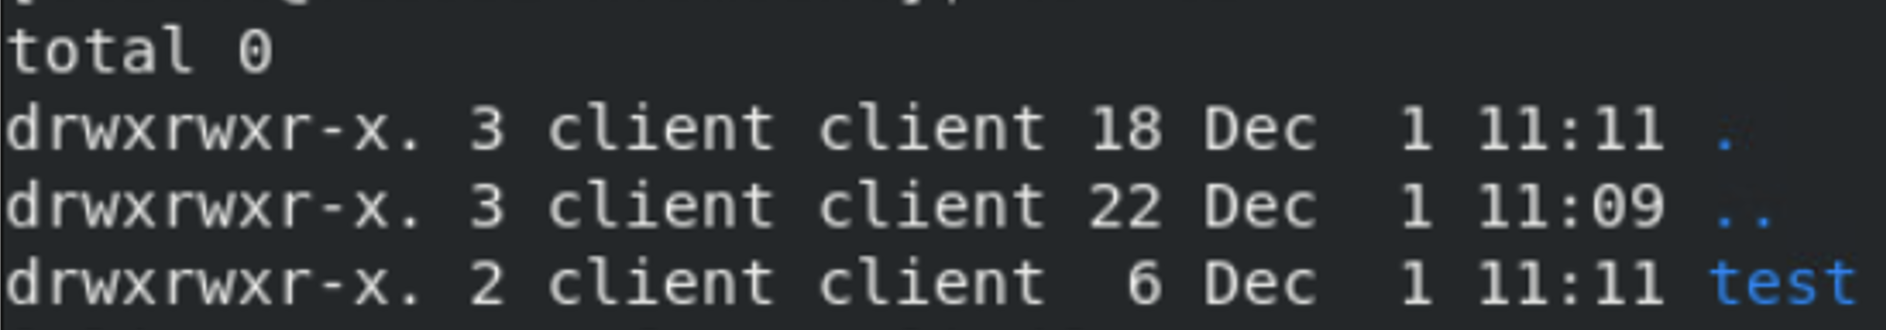 total 0
drwxrwxr-x. 3 client client 18 Dec  1 11:11 .
drwxrwxr-x. 3 client client 22 Dec  1 11:09 ..
drwxrwxr-x. 2 client client  6 Dec  1 11:11 test